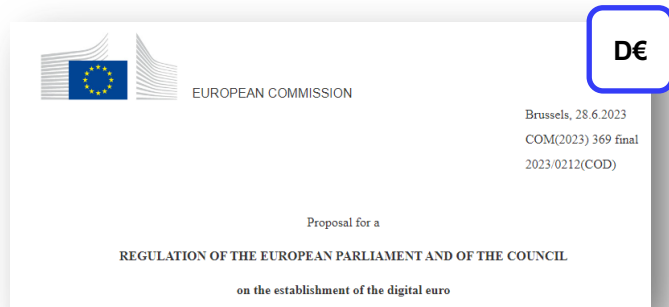 D€
EUROPEAN COMMISSION
Brussels, 28.6.2023
COM(2023) 369 final
2023/0212(COD)
Proposal for a
REGULATION OF THE EUROPEAN PARLIAMENT AND OF THE COUNCIL
on the establishment of the digital euro